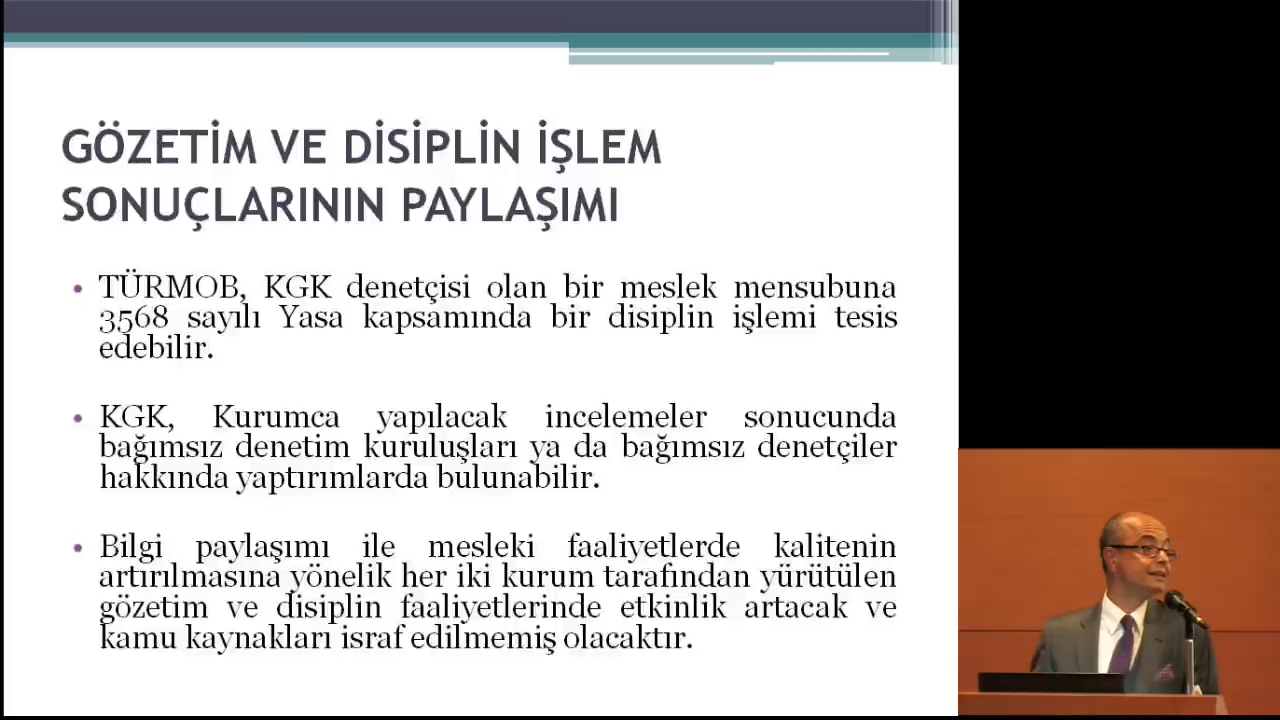 GÖZETİM VE DİSİPLİN İŞLEM
SONUÇLARININ PAYLAŞIMI
• TÜRMOB, KGK denetçisi olan bir meslek mensubuna
3568 sayılı Yasa kapsamında bir disiplin işlemi tesis
edebilir.
• KGK, Kurumca yapılacak incelemeler sonucunda
bağımsız denetim kuruluşları ya da bağımsız denetçiler
hakkında yaptırımlarda bulunabilir.
• Bilgi paylaşımı ile mesleki faaliyetlerde kalitenin
artırılmasına yönelik her iki kurum tarafından yürütülen
gözetim ve disiplin faaliyetlerinde etkinlik artacak ve
kamu kaynakları israf edilmemiş olacaktır.